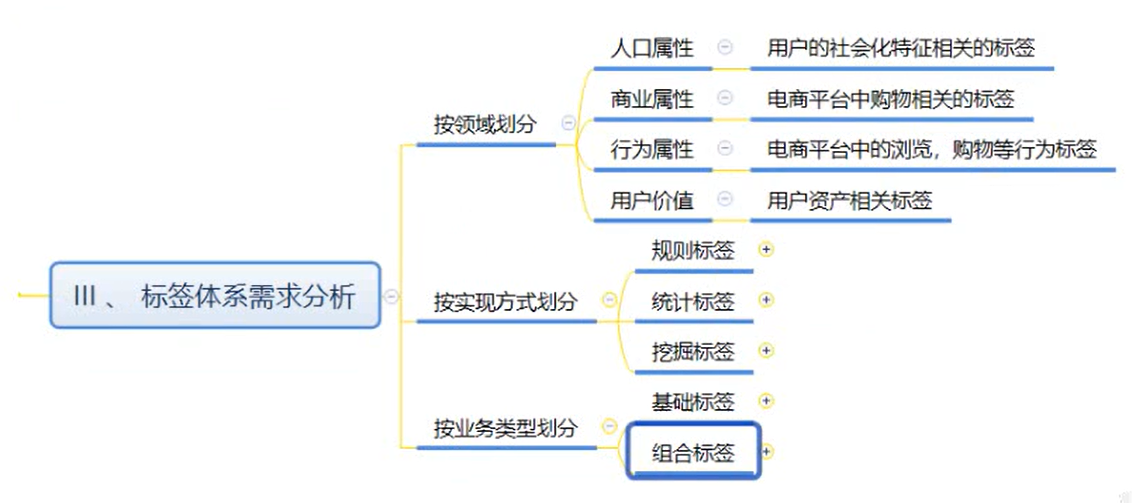 人口属性 用户的社会化特征相关的标签
商业属性 电商平台中购物相关的标签
按领域划分
行为属性 电商平台中的浏览，购物等行为标签
用户价值 用户资产相关标签
规则标签
III 、 标签体系需求分析
按实现方式划分
统计标签
挖掘标签
基础标签
按业务类型划分
组合标签